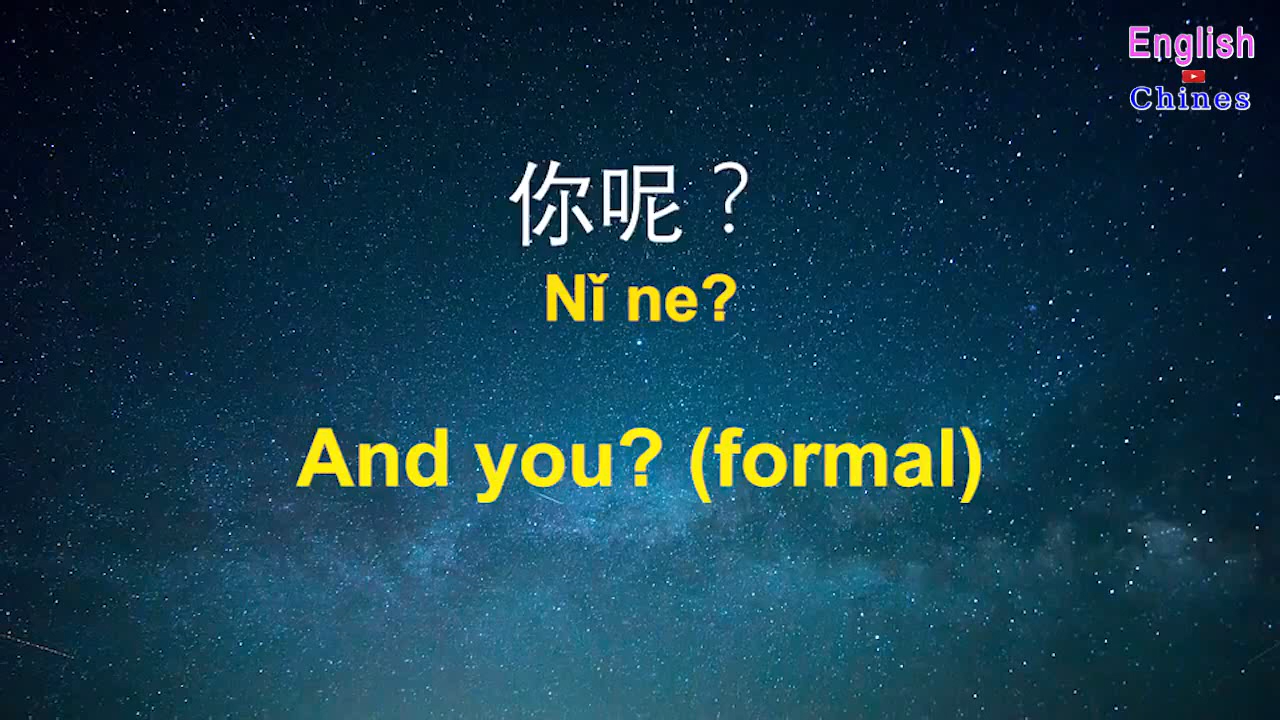 English
Chines
你呢？
Nǐ ne?
And you? (formal)